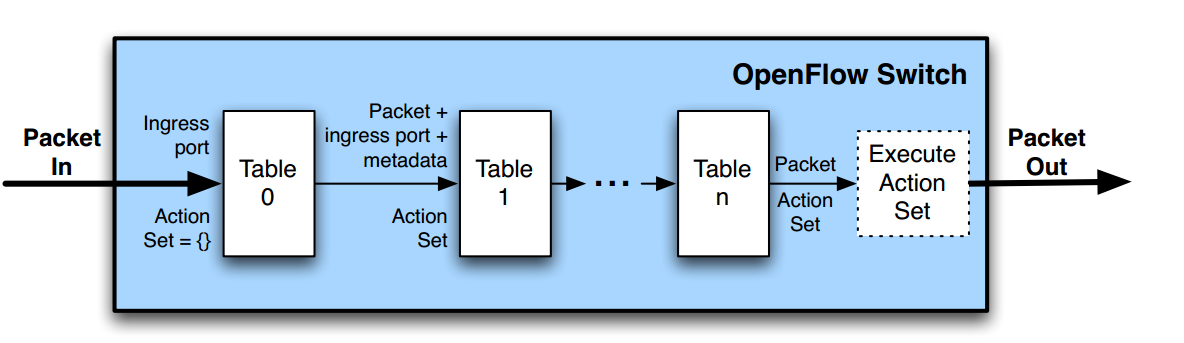 OpenFlow Switch
Packet
In
Ingress
port
Action
Set = {}
Table
0
Packet +
ingress port +
metadata
Action
Set
Table
1
...
Table
n
Packet
Action
Set
Execute
Action
Set
Packet
Out